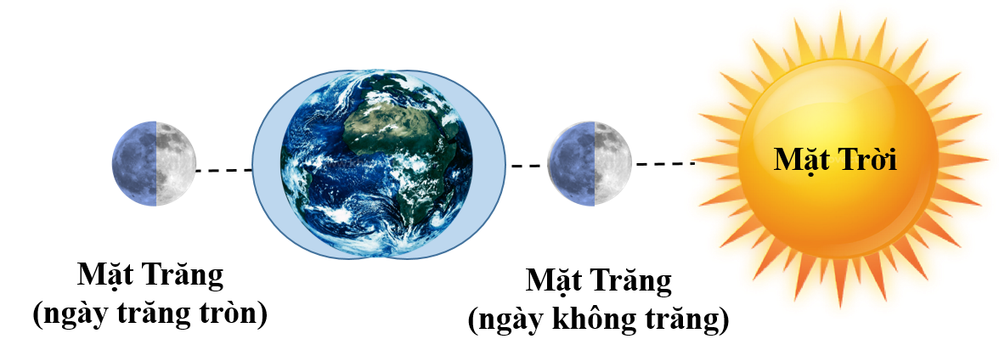 Mặt Trăng
(ngày trăng tròn)
Mặt Trăng
(ngày không trăng)
Mặt Trời